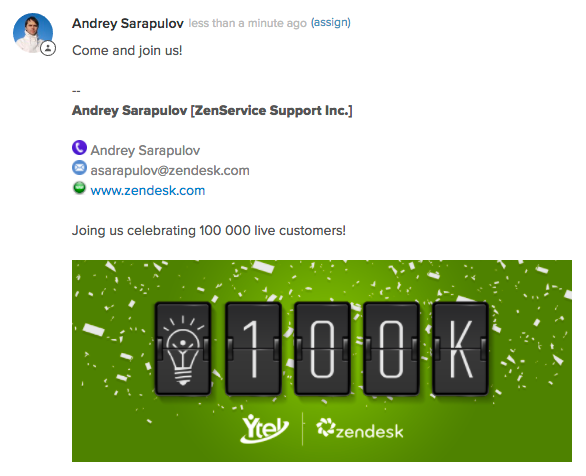 Andrey Sarapulov less than a minute ago (assign)
Come and join us!
--
Andrey Sarapulov [ZenService Support Inc.]
Andrey Sarapulov
asarapulov@zendesk.com
www.zendesk.com
Joing us celebrating 100 000 live customers!
100K
Ytel zendesk